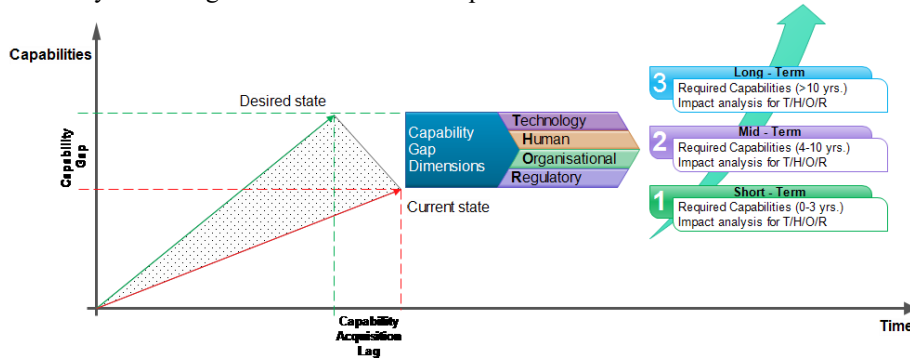 Capabilities
Desired state
Capability
Gap
Current state
Capability
Acquisition
Lag
Time
Capability
Gap
Dimensions
Technology
Human
Organisational
Regulatory
3
Long - Term
Required Capabilities (>10 yrs.)
Impact analysis for T/H/O/R
2
Mid - Term
Required Capabilities (4-10 yrs.)
Impact analysis for T/H/O/R
1
Short - Term
Required Capabilities (0-3 yrs.)
Impact analysis for T/H/O/R